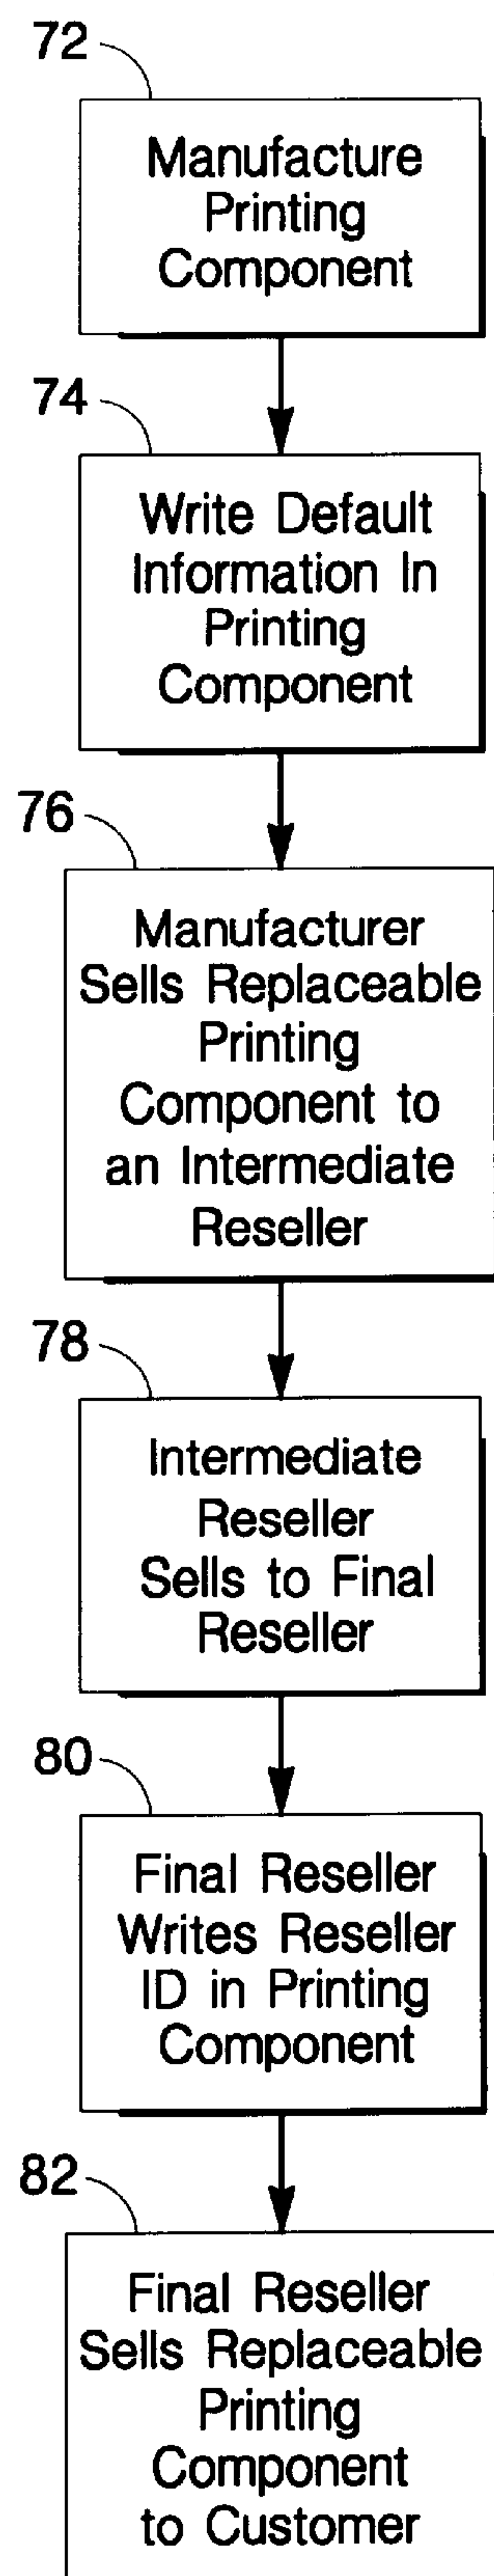 72
Manufacture
Printing
Component
74
Write Default
Information In
Printing
Component
76
Manufacturer
Sells Replaceable
Printing
Component to
an Intermediate
Reseller
78
Intermediate
Reseller
Sells to Final
Reseller
80
Final Reseller
Writes Reseller
ID in Printing
Component
82
Final Reseller
Sells Replaceable
Printing
Component
to Customer